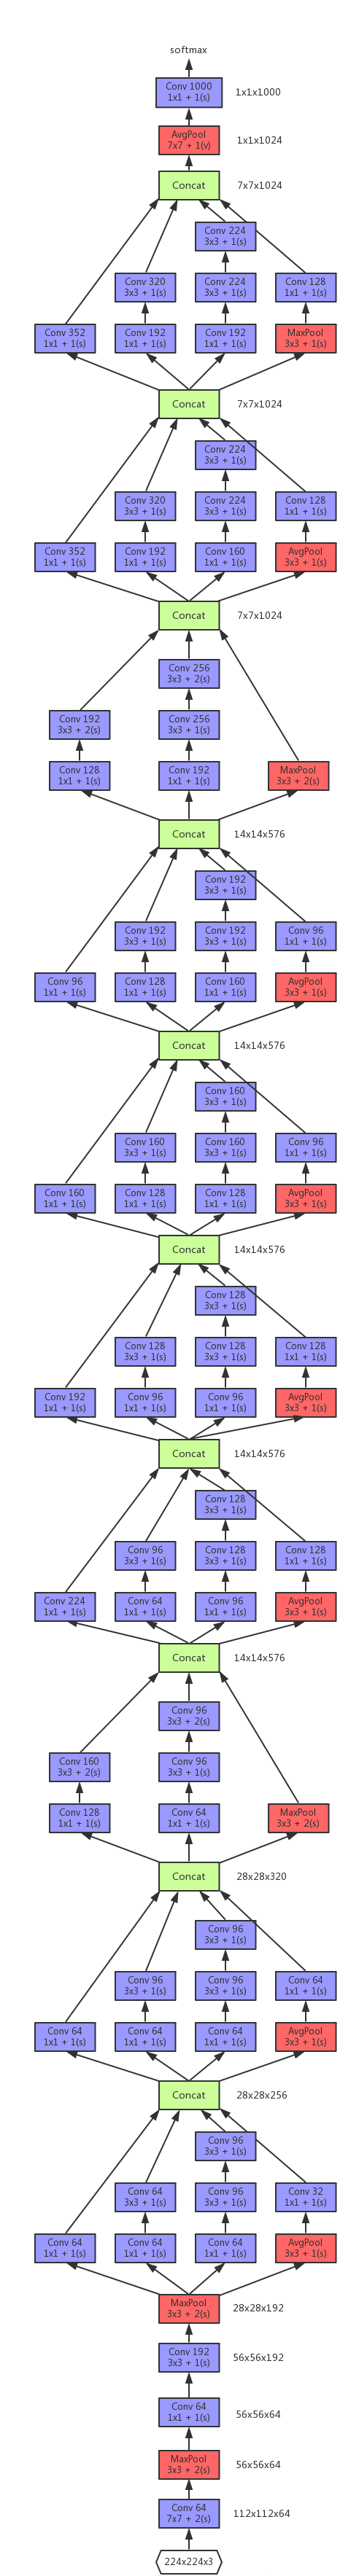 softmax
Conv 1000
1x1 + 1(s)
1x1x1000
AvgPool
7x7 + 1(v)
1x1x1024
Concat
7x7x1024
Conv 224
3x3 + 1(s)
Conv 320
3x3 + 1(s)
Conv 224
3x3 + 1(s)
Conv 128
1x1 + 1(s)
Conv 352
1x1 + 1(s)
Conv 192
1x1 + 1(s)
Conv 192
1x1 + 1(s)
MaxPool
3x3 + 1(s)
Concat
7x7x1024
Conv 224
3x3 + 1(s)
Conv 320
3x3 + 1(s)
Conv 224
3x3 + 1(s)
Conv 128
1x1 + 1(s)
Conv 352
1x1 + 1(s)
Conv 192
1x1 + 1(s)
Conv 160
1x1 + 1(s)
AvgPool
3x3 + 1(s)
Concat
7x7x1024
Conv 256
3x3 + 2(s)
Conv 192
3x3 + 2(s)
Conv 256
3x3 + 1(s)
Conv 128
1x1 + 1(s)
Conv 192
1x1 + 1(s)
MaxPool
3x3 + 2(s)
Concat
14x14x576
Conv 192
3x3 + 1(s)
Conv 192
3x3 + 1(s)
Conv 192
3x3 + 1(s)
Conv 96
1x1 + 1(s)
Conv 96
1x1 + 1(s)
Conv 128
1x1 + 1(s)
Conv 160
1x1 + 1(s)
AvgPool
3x3 + 1(s)
Concat
14x14x576
Conv 160
3x3 + 1(s)
Conv 160
3x3 + 1(s)
Conv 160
3x3 + 1(s)
Conv 96
1x1 + 1(s)
Conv 160
1x1 + 1(s)
Conv 128
1x1 + 1(s)
Conv 128
1x1 + 1(s)
AvgPool
3x3 + 1(s)
Concat
14x14x576
Conv 128
3x3 + 1(s)
Conv 128
3x3 + 1(s)
Conv 128
3x3 + 1(s)
Conv 128
1x1 + 1(s)
Conv 192
1x1 + 1(s)
Conv 96
1x1 + 1(s)
Conv 96
1x1 + 1(s)
AvgPool
3x3 + 1(s)
Concat
14x14x576
Conv 128
3x3 + 1(s)
Conv 96
3x3 + 1(s)
Conv 128
3x3 + 1(s)
Conv 128
1x1 + 1(s)
Conv 224
1x1 + 1(s)
Conv 64
1x1 + 1(s)
Conv 96
1x1 + 1(s)
AvgPool
3x3 + 1(s)
Concat
14x14x576
Conv 96
3x3 + 2(s)
Conv 160
3x3 + 2(s)
Conv 96
3x3 + 1(s)
Conv 128
1x1 + 1(s)
Conv 64
1x1 + 1(s)
MaxPool
3x3 + 2(s)
Concat
28x28x320
Conv 96
3x3 + 1(s)
Conv 96
3x3 + 1(s)
Conv 96
3x3 + 1(s)
Conv 64
1x1 + 1(s)
Conv 64
1x1 + 1(s)
Conv 64
1x1 + 1(s)
Conv 64
1x1 + 1(s)
AvgPool
3x3 + 1(s)
Concat
28x28x256
Conv 96
3x3 + 1(s)
Conv 64
3x3 + 1(s)
Conv 96
3x3 + 1(s)
Conv 32
1x1 + 1(s)
Conv 64
1x1 + 1(s)
Conv 64
1x1 + 1(s)
Conv 64
1x1 + 1(s)
AvgPool
3x3 + 1(s)
MaxPool
3x3 + 2(s)
28x28x192
Conv 192
3x3 + 1(s)
56x56x192
Conv 64
1x1 + 1(s)
56x56x64
MaxPool
3x3 + 2(s)
56x56x64
Conv 64
7x7 + 2(s)
112x112x64
224x224x3